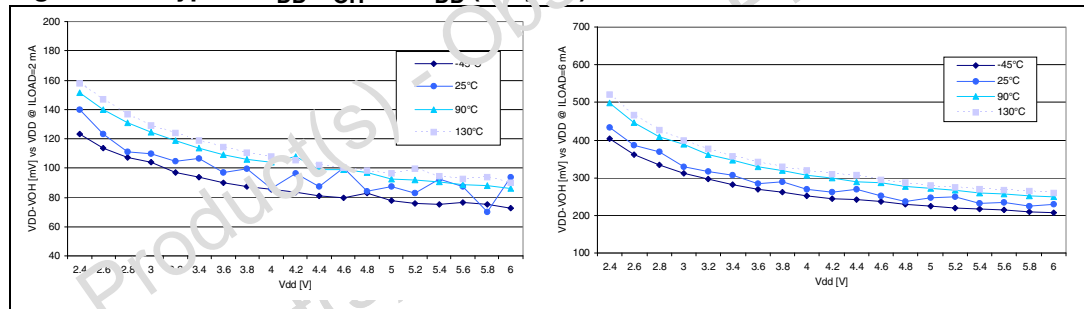 DD OH DD
200
180
160
140
120
100
80
60
40
VDD-VOH [mV] vs VDD @ ILOAD=2 mA
-45°C
25°C
90°C
130°C
2.4 2.6 2.8 3 3.4 3.6 3.8 4 4.2 4.4 4.6 4.8 5 5.2 5.4 5.6 5.8 6
Vdd [V]
700
600
500
400
300
200
100
VDD-VOH [mV] vs VDD @ ILOAD=6 mA
-45°C
25°C
90°C
130°C
2.4 2.6 2.8 3 3.2 3.4 3.6 3.8 4 4.2 4.4 4.6 4.8 5 5.2 5.4 5.6 5.8 6
Vdd [V]
Product(s) - Obs